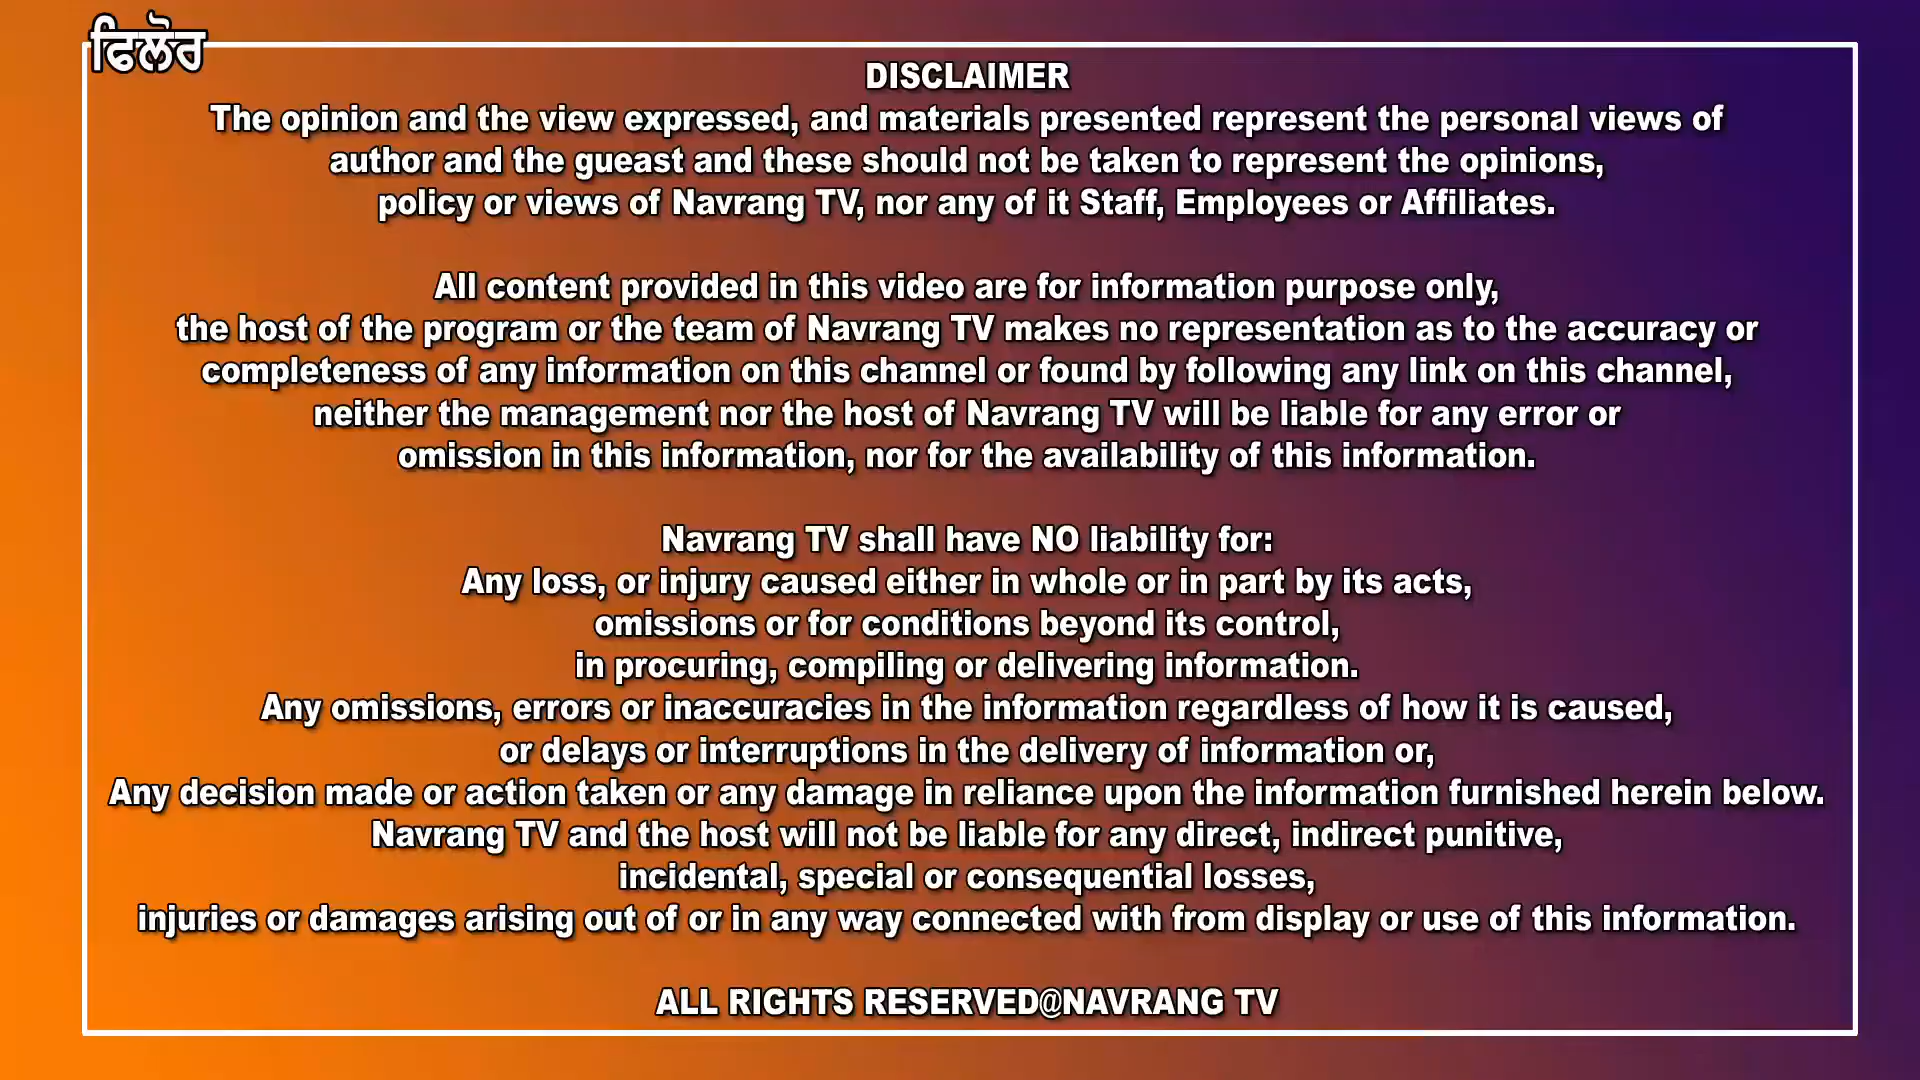 ਫਿਲੌਰ
DISCLAIMER
The opinion and the view expressed, and materials presented represent the personal views of
author and the gueast and these should not be taken to represent the opinions,
policy or views of Navrang TV, nor any of it Staff, Employees or Affiliates.
All content provided in this video are for information purpose only,
the host of the program or the team of Navrang TV makes no representation as to the accuracy or
completeness of any information on this channel or found by following any link on this channel,
neither the management nor the host of Navrang TV will be liable for any error or
omission in this information, nor for the availability of this information.
Navrang TV shall have NO liability for:
Any loss, or injury caused either in whole or in part by its acts,
omissions or for conditions beyond its control,
in procuring, compiling or delivering information.
Any omissions, errors or inaccuracies in the information regardless of how it is caused,
or delays or interruptions in the delivery of information or,
Any decision made or action taken or any damage in reliance upon the information furnished herein below.
Navrang TV and the host will not be liable for any direct, indirect punitive,
incidental, special or consequential losses,
injuries or damages arising out of or in any way connected with from display or use of this information.
ALL RIGHTS RESERVED@NAVRANG TV